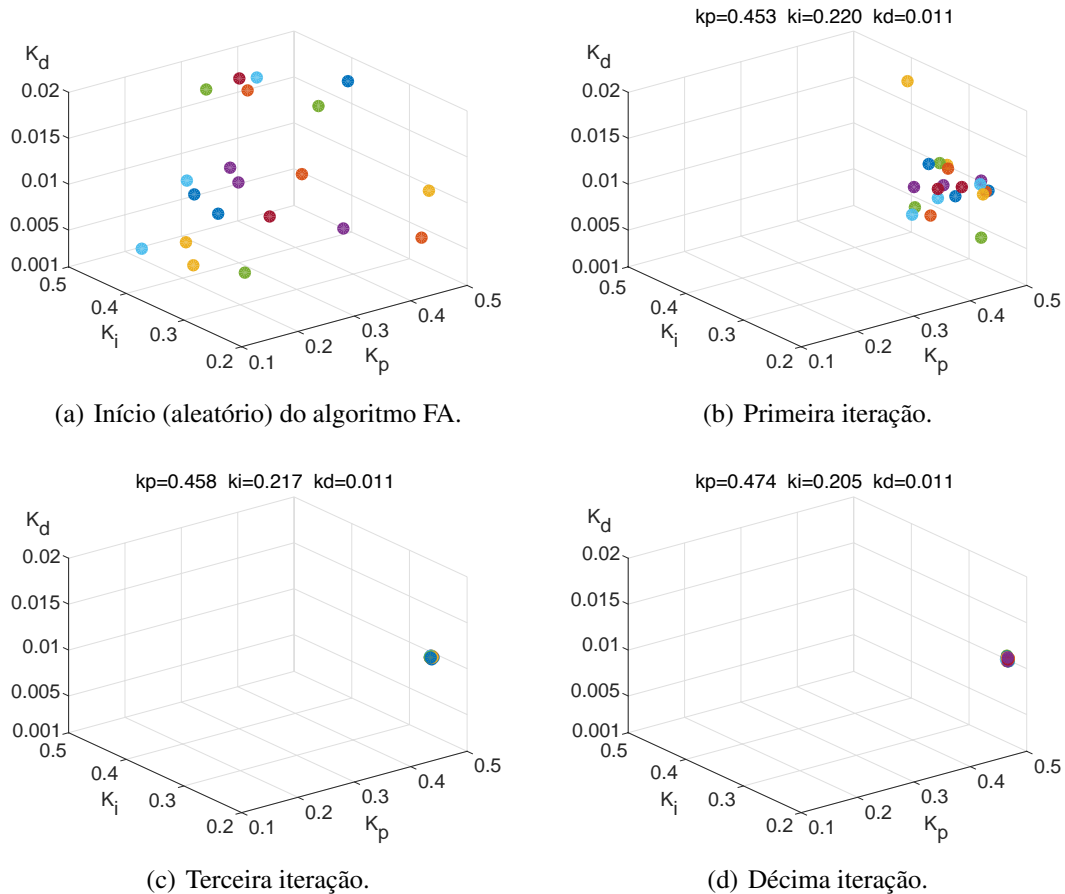 K_d
0.02
0.015
0.01
0.005
0.001
0.5
0.4
K_i
0.3
0.2
0.1
0.2
0.3
K_p
0.4
0.5
(a) Início (aleatório) do algoritmo FA.
kp=0.453 ki=0.220 kd=0.011
K_d
0.02
0.015
0.01
0.005
0.001
0.5
0.4
K_i
0.3
0.2
0.1
0.2
0.3
K_p
0.4
0.5
(b) Primeira iteração.
kp=0.458 ki=0.217 kd=0.011
K_d
0.02
0.015
0.01
0.005
0.001
0.5
0.4
K_i
0.3
0.2
0.1
0.2
0.3
K_p
0.4
0.5
(c) Terceira iteração.
kp=0.474 ki=0.205 kd=0.011
K_d
0.02
0.015
0.01
0.005
0.001
0.5
0.4
K_i
0.3
0.2
0.1
0.2
0.3
K_p
0.4
0.5
(d) Décima iteração.